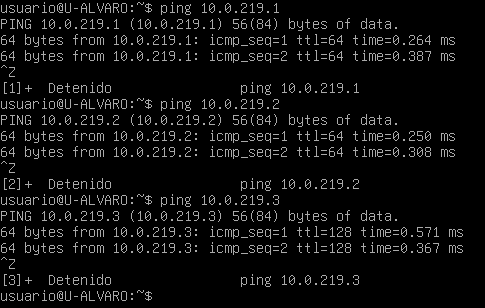 usuario@U-ALVARO:~$ ping 10.0.219.1
PING 10.0.219.1 (10.0.219.1) 56(84) bytes of data.
64 bytes from 10.0.219.1: icmp_seq=1 ttl=64 time=0.264 ms
64 bytes from 10.0.219.1: icmp_seq=2 ttl=64 time=0.387 ms
^Z
[1]+  Detenido                ping 10.0.219.1
usuario@U-ALVARO:~$ ping 10.0.219.2
PING 10.0.219.2 (10.0.219.2) 56(84) bytes of data.
64 bytes from 10.0.219.2: icmp_seq=1 ttl=64 time=0.250 ms
64 bytes from 10.0.219.2: icmp_seq=2 ttl=64 time=0.308 ms
^Z
[2]+  Detenido                ping 10.0.219.2
usuario@U-ALVARO:~$ ping 10.0.219.3
PING 10.0.219.3 (10.0.219.3) 56(84) bytes of data.
64 bytes from 10.0.219.3: icmp_seq=1 ttl=128 time=0.571 ms
64 bytes from 10.0.219.3: icmp_seq=2 ttl=128 time=0.367 ms
^Z
[3]+  Detenido                ping 10.0.219.3
usuario@U-ALVARO:~$